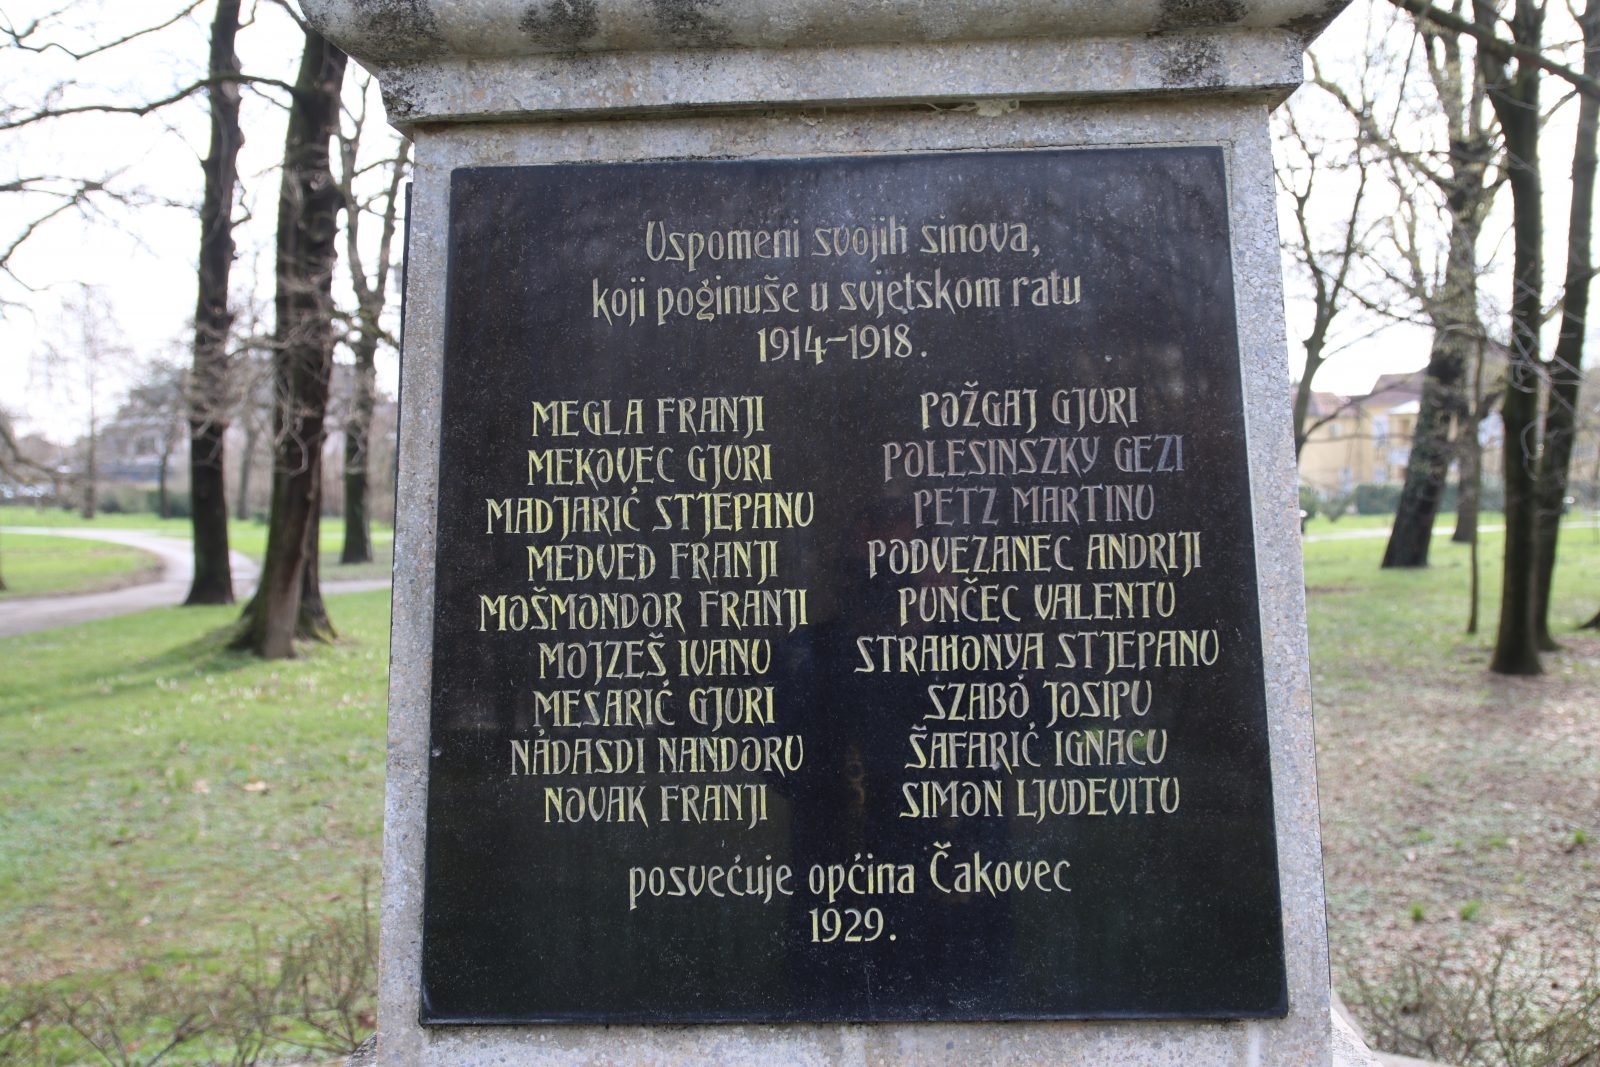 Uspomeni svojih sinova,
koji poginuše u svjetskom ratu
1914-1918.
MEGLA FRANJI
MEKOVEC GJURI
MADJARIĆ STJEPANU
MEDVED FRANJI
MOŠMONDOR FRANJI
MOJZEŠ IVANU
MESARIĆ GJURI
NÁDASDI NANDORU
NOVAK FRANJI
POŽGAJ GJURI
POLESINSZKY GEZI
PETZ MARTINU
PODVEZANEC ANDRIJI
PUNČEC VALENTU
STRAHONYA STJEPANU
SZABÓ JOSIPU
ŠAFARIĆ IGNACU
SIMON LJUDEVITU
posvećuje općina Čakovec
1929.